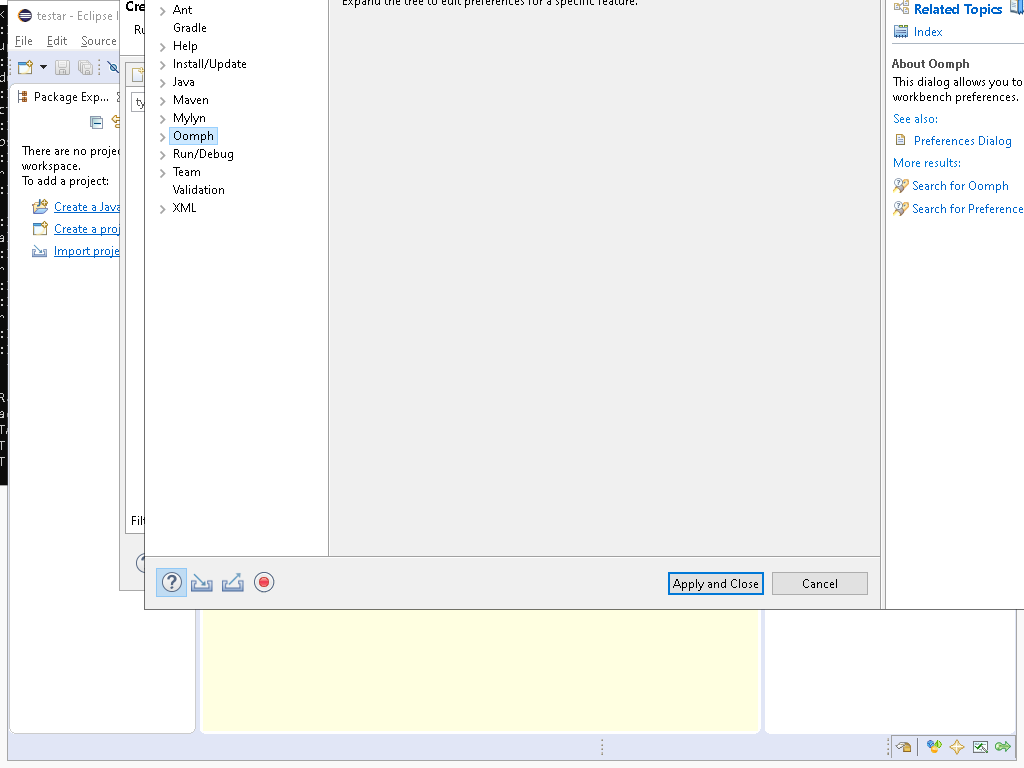 testar - Eclipse I
File Edit Source
Package Exp...
There are no proje
workspace.
To add a project:
Create a Java
Create a proj
Import proje
Cre
Ru
ty
Filt
Expand the tree to edit preferences for a specific feature.
Ant
Gradle
Help
Install/Update
Java
Maven
Mylyn
Oomph
Run/Debug
Team
Validation
XML
Apply and Close
Cancel
Related Topics
Index
About Oomph
This dialog allows you to
workbench preferences.
See also:
Preferences Dialog
More results:
Search for Oomph
Search for Preference